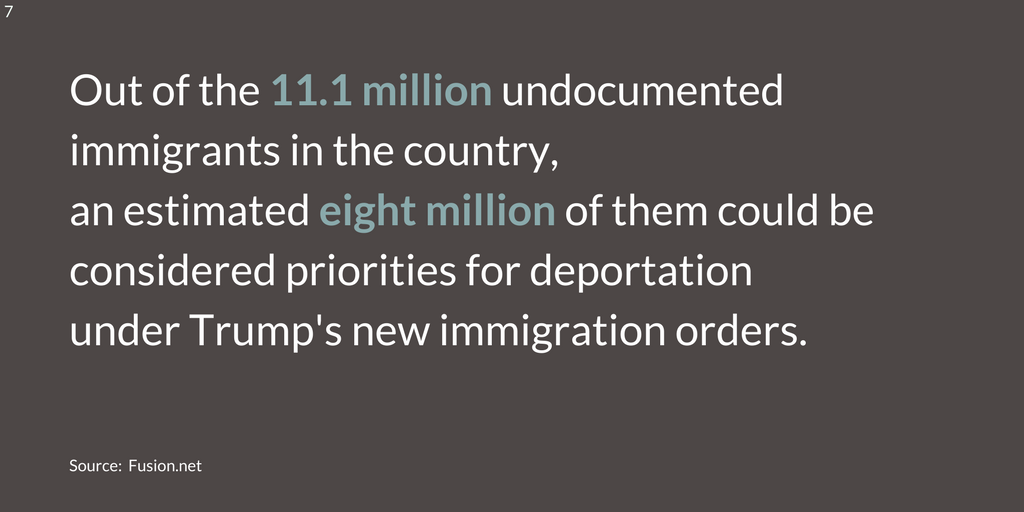 7
Out of the 11.1 million undocumented
immigrants in the country,
an estimated eight million of them could be
considered priorities for deportation
under Trump's new immigration orders.
Source: Fusion.net